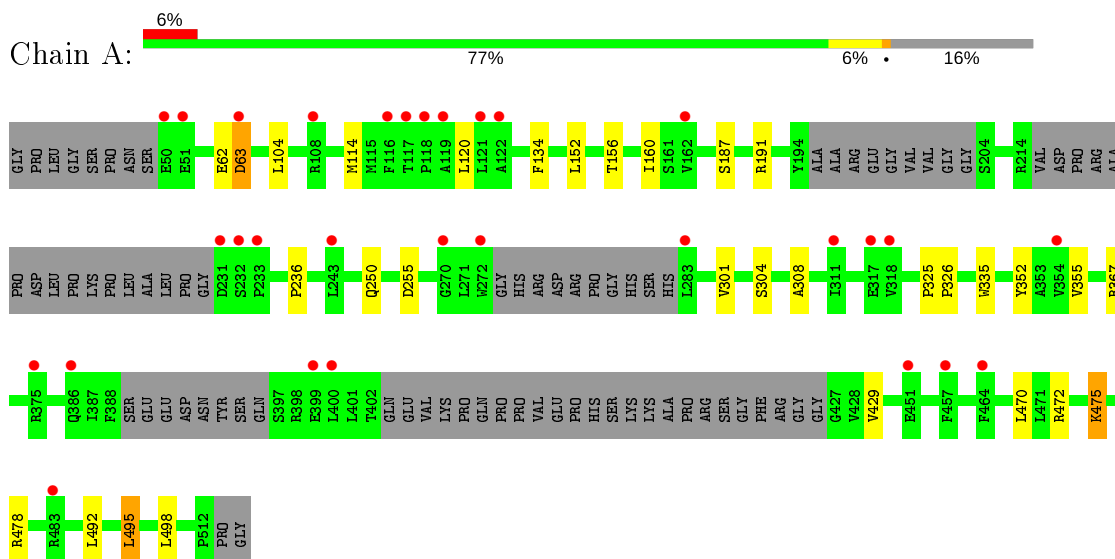 6%
Chain A:
77% 6% • 16%
GLY PRO LEU GLY SER PRO ASN SER E50 E51 E62 D63 L104 R108 M114 M115 F116 T117 P118 A119 L120 L121 A122 F134 L152 T156 I160 S161 V162 S187 R191 Y194 ALA ALA ARG GLU GLY VAL VAL GLY GLY S204 R214 VAL ASP PRO ARG ALA
PRO ASP LEU PRO LYS PRO LEU ALA LEU PRO GLY D231 S232 P233 P236 L243 Q250 D255 G270 L271 W272 GLY HIS ARG ASP ARG PRO GLY HIS SER HIS L283 V301 S304 A308 I311 E317 V318 P325 P326 W335 Y352 A353 V354 V355 R367
R375 Q386 I387 F388 SER GLU GLU ASP ASN TYR SER GLN S397 R398 E399 L400 L401 T402 GLN GLU VAL LYS PRO GLN PRO PRO VAL GLU PRO HIS SER LYS LYS ALA PRO ARG SER GLY PHE ARG GLY GLY G427 V428 V429 E451 F457 F464 L470 L471 R472 K475
R478 R483 L492 L495 L498 P512 PRO GLY